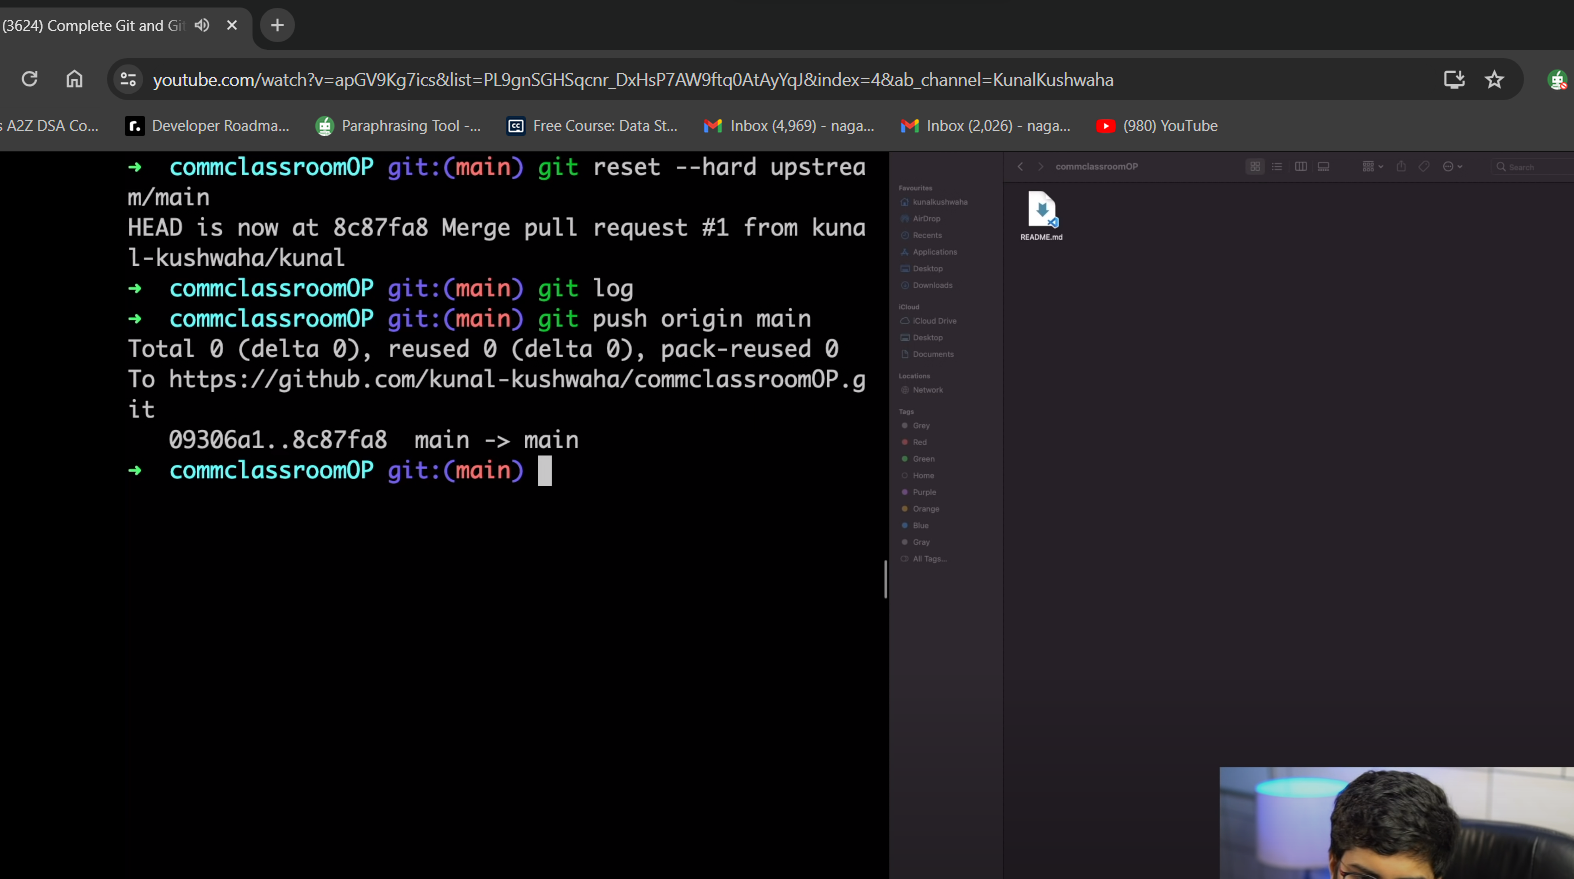 (3624) Complete Git and Git
youtube.com/watch?v=apGV9Kg7ics&list=PL9gnSGHSqcnr_DxHsP7AW9ftq0AtAyYqJ&index=4&ab_channel=KunalKushwaha
s A2Z DSA Co...
Developer Roadma...
Paraphrasing Tool -...
Free Course: Data St...
Inbox (4,969) - naga...
Inbox (2,026) - naga...
(980) YouTube
➜ commclassroomOP git:(main) git reset --hard upstrea
m/main
HEAD is now at 8c87fa8 Merge pull request #1 from kuna
l-kushwaha/kunal
➜ commclassroomOP git:(main) git log
➜ commclassroomOP git:(main) git push origin main
Total 0 (delta 0), reused 0 (delta 0), pack-reused 0
To https://github.com/kunal-kushwaha/commclassroomOP.g
it
09306a1..8c87fa8 main -> main
➜ commclassroomOP git:(main)
commclassroomOP
Search
Favourites
kunalkushwaha
AirDrop
Recents
Applications
Desktop
Downloads
iCloud
iCloud Drive
Desktop
Documents
Locations
Network
Tags
Grey
Red
Green
Home
Purple
Orange
Blue
Gray
All Tags...
README.md